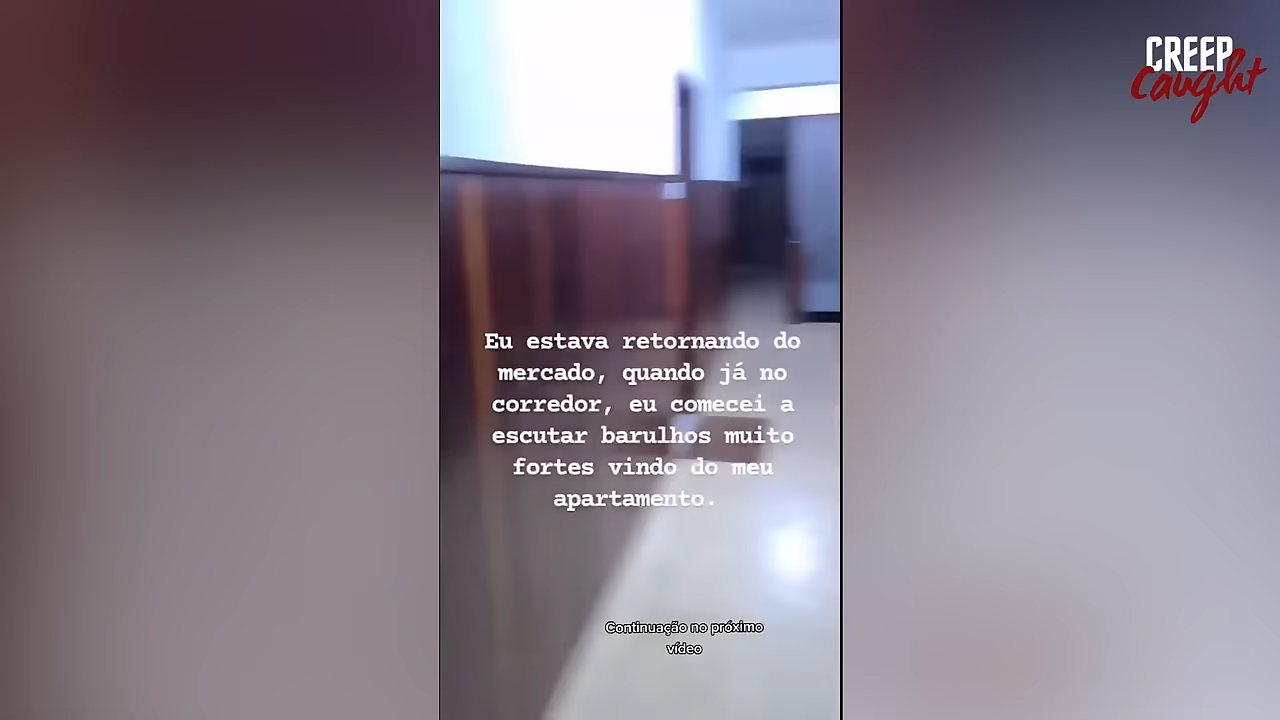 CREEP
Caught
Eu estava retornando do
mercado, quando já no
corredor, eu comecei a
escutar barulhos muito
fortes vindo do meu
apartamento.
Continuação no próximo
vídeo